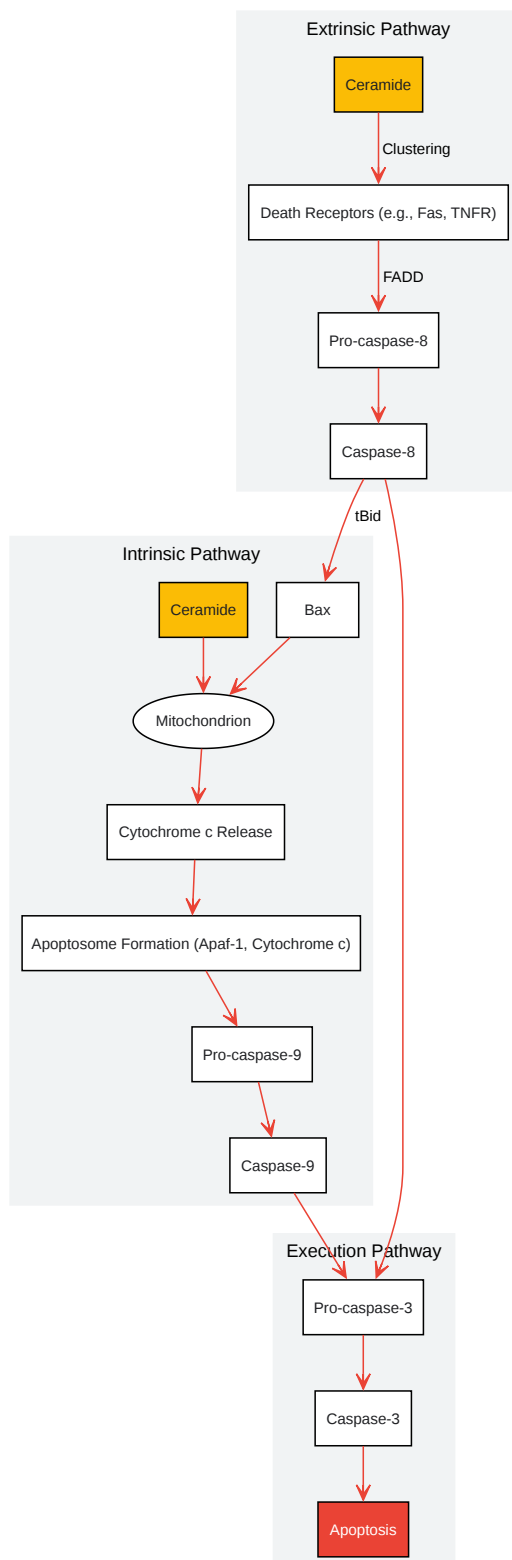 Extrinsic Pathway
Ceramide
Clustering
Death Receptors (e.g., Fas, TNFR)
FADD
Pro-caspase-8
Caspase-8
tBid
Intrinsic Pathway
Ceramide
Bax
Mitochondrion
Cytochrome c Release
Apoptosome Formation (Apaf-1, Cytochrome c)
Pro-caspase-9
Caspase-9
Execution Pathway
Pro-caspase-3
Caspase-3
Apoptosis